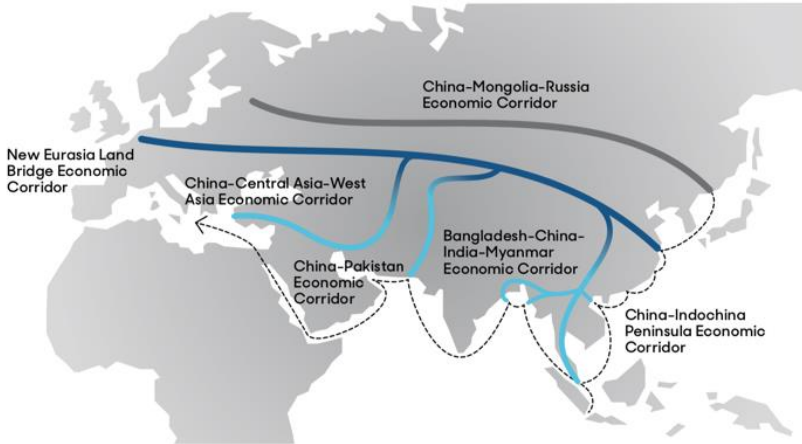 China-Mongolia-Russia
Economic Corridor
New Eurasia Land
Bridge Economic
Corridor
China-Central Asia-West
Asia Economic Corridor
Bangladesh-China-
India-Myanmar
Economic Corridor
China-Pakistan
Economic
Corridor
China-Indochina
Peninsula Economic
Corridor